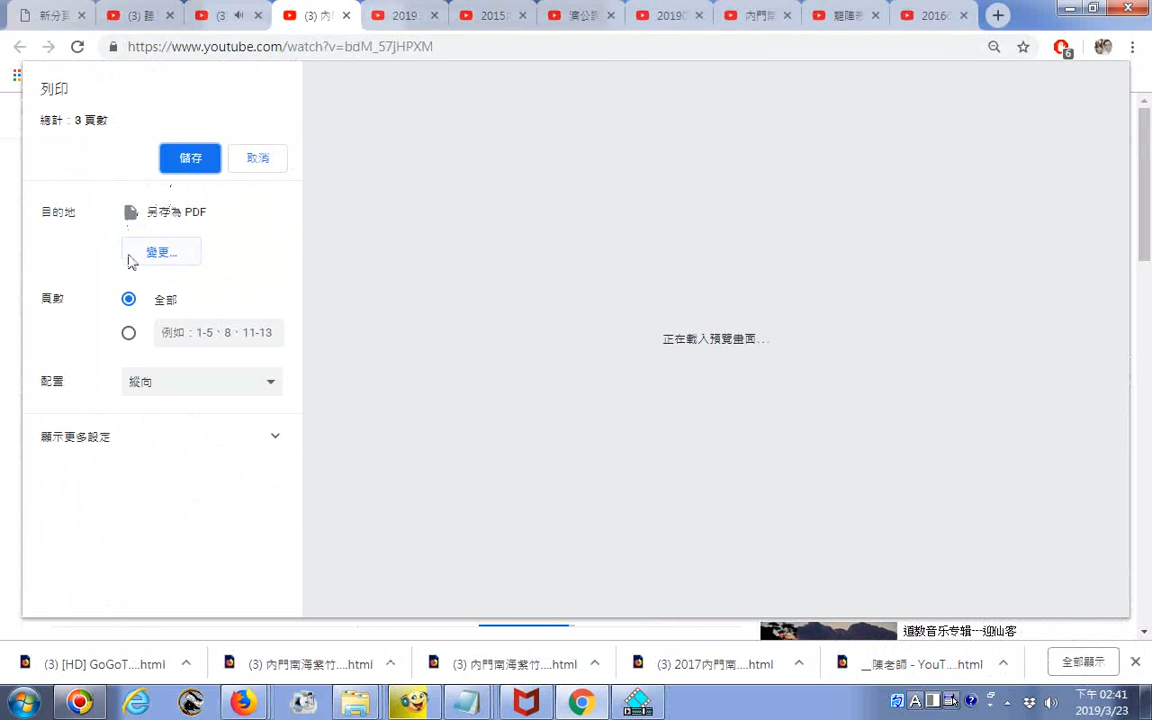 新分頁
(3) 聽
(3)
(3) 內
2019
2015
濱公
2019
內門
龍陣
2016
https://www.youtube.com/watch?v=bdM_57JHPXM
6
列印
總計：3 頁數
儲存
取消
目的地
另存為 PDF
變更...
頁數
全部
例如：1-5、8、11-13
配置
縱向
顯示更多設定
正在載入預覽畫面...
道教音乐专辑---迎仙客
(3) [HD] GoGoT....html
(3) 內門南海紫竹....html
(3) 內門南海紫竹....html
(3) 2017內門南....html
__陳老師 - YouT....html
全部顯示
下午 02:41
2019/3/23